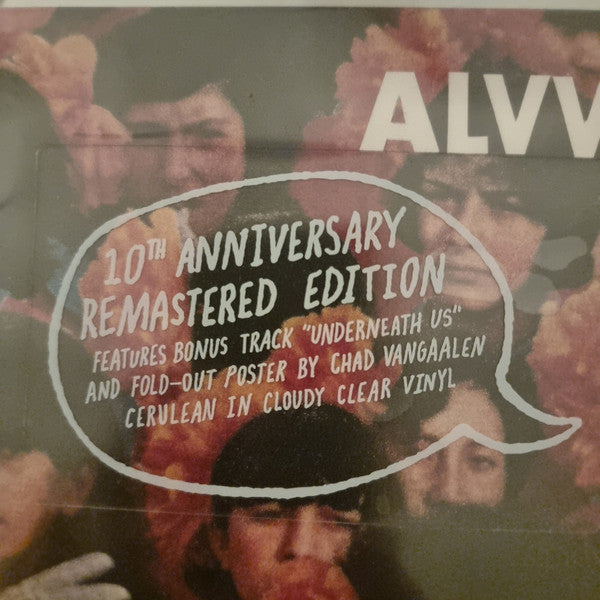 ALVV
10TH ANNIVERSARY
REMASTERED EDITION
FEATURES BONUS TRACK "UNDERNEATH US"
AND FOLD-OUT POSTER BY CHAD VANGAALEN
CERULEAN IN CLOUDY CLEAR VINYL